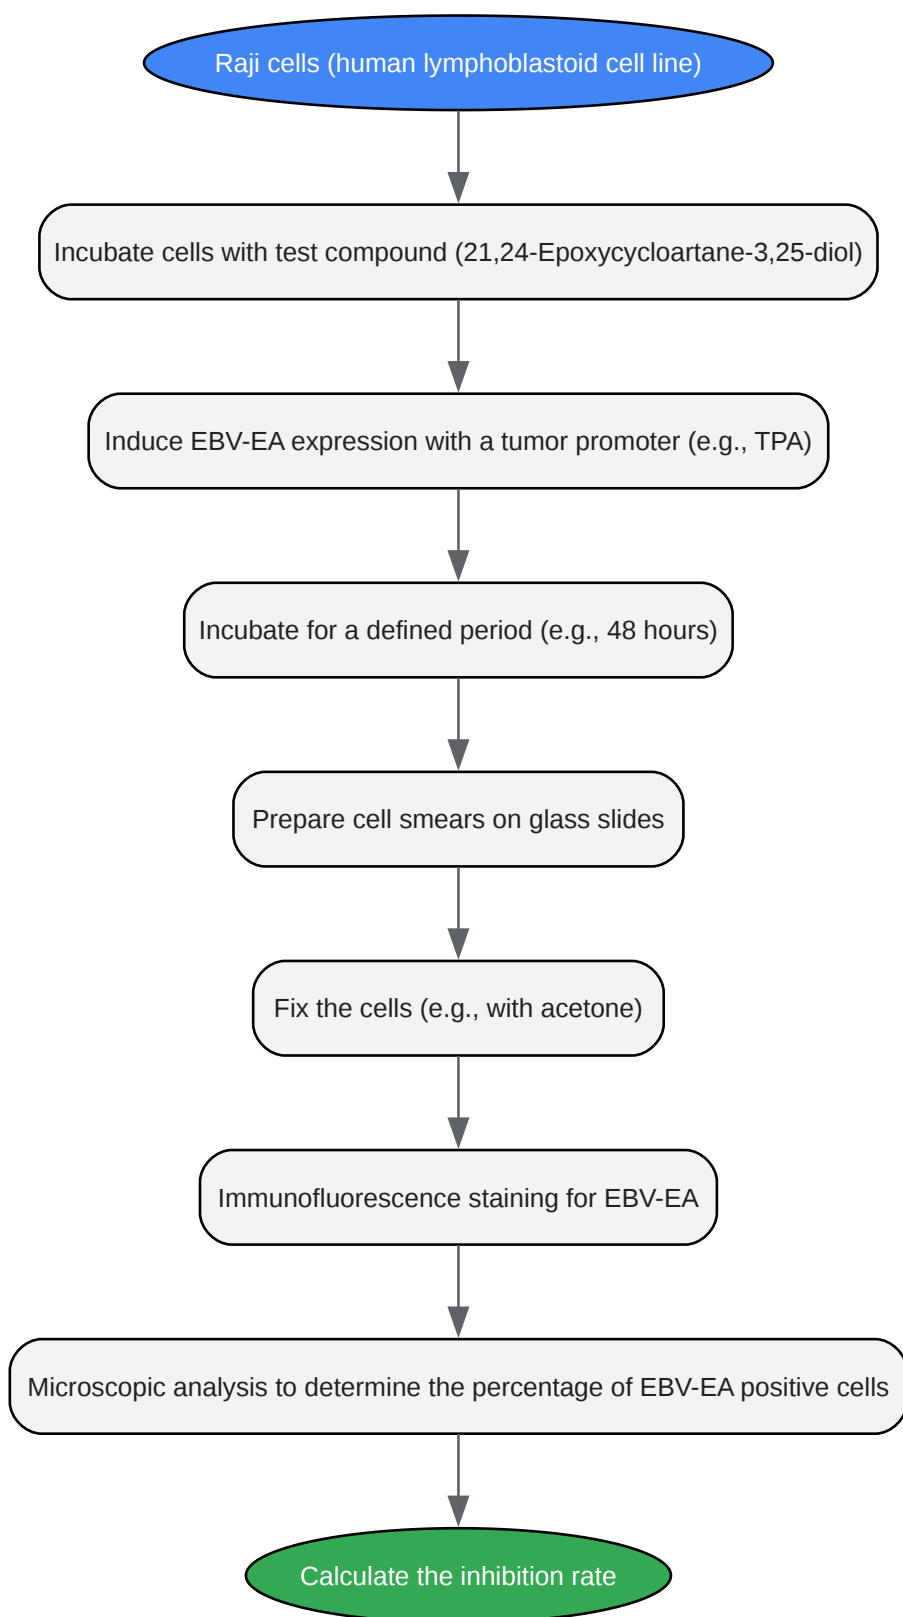 Raji cells (human lymphoblastoid cell line)
Incubate cells with test compound (21,24-Epoxycycloartane-3,25-diol)
Induce EBV-EA expression with a tumor promoter (e.g., TPA)
Incubate for a defined period (e.g., 48 hours)
Prepare cell smears on glass slides
Fix the cells (e.g., with acetone)
Immunofluorescence staining for EBV-EA
Microscopic analysis to determine the percentage of EBV-EA positive cells
Calculate the inhibition rate